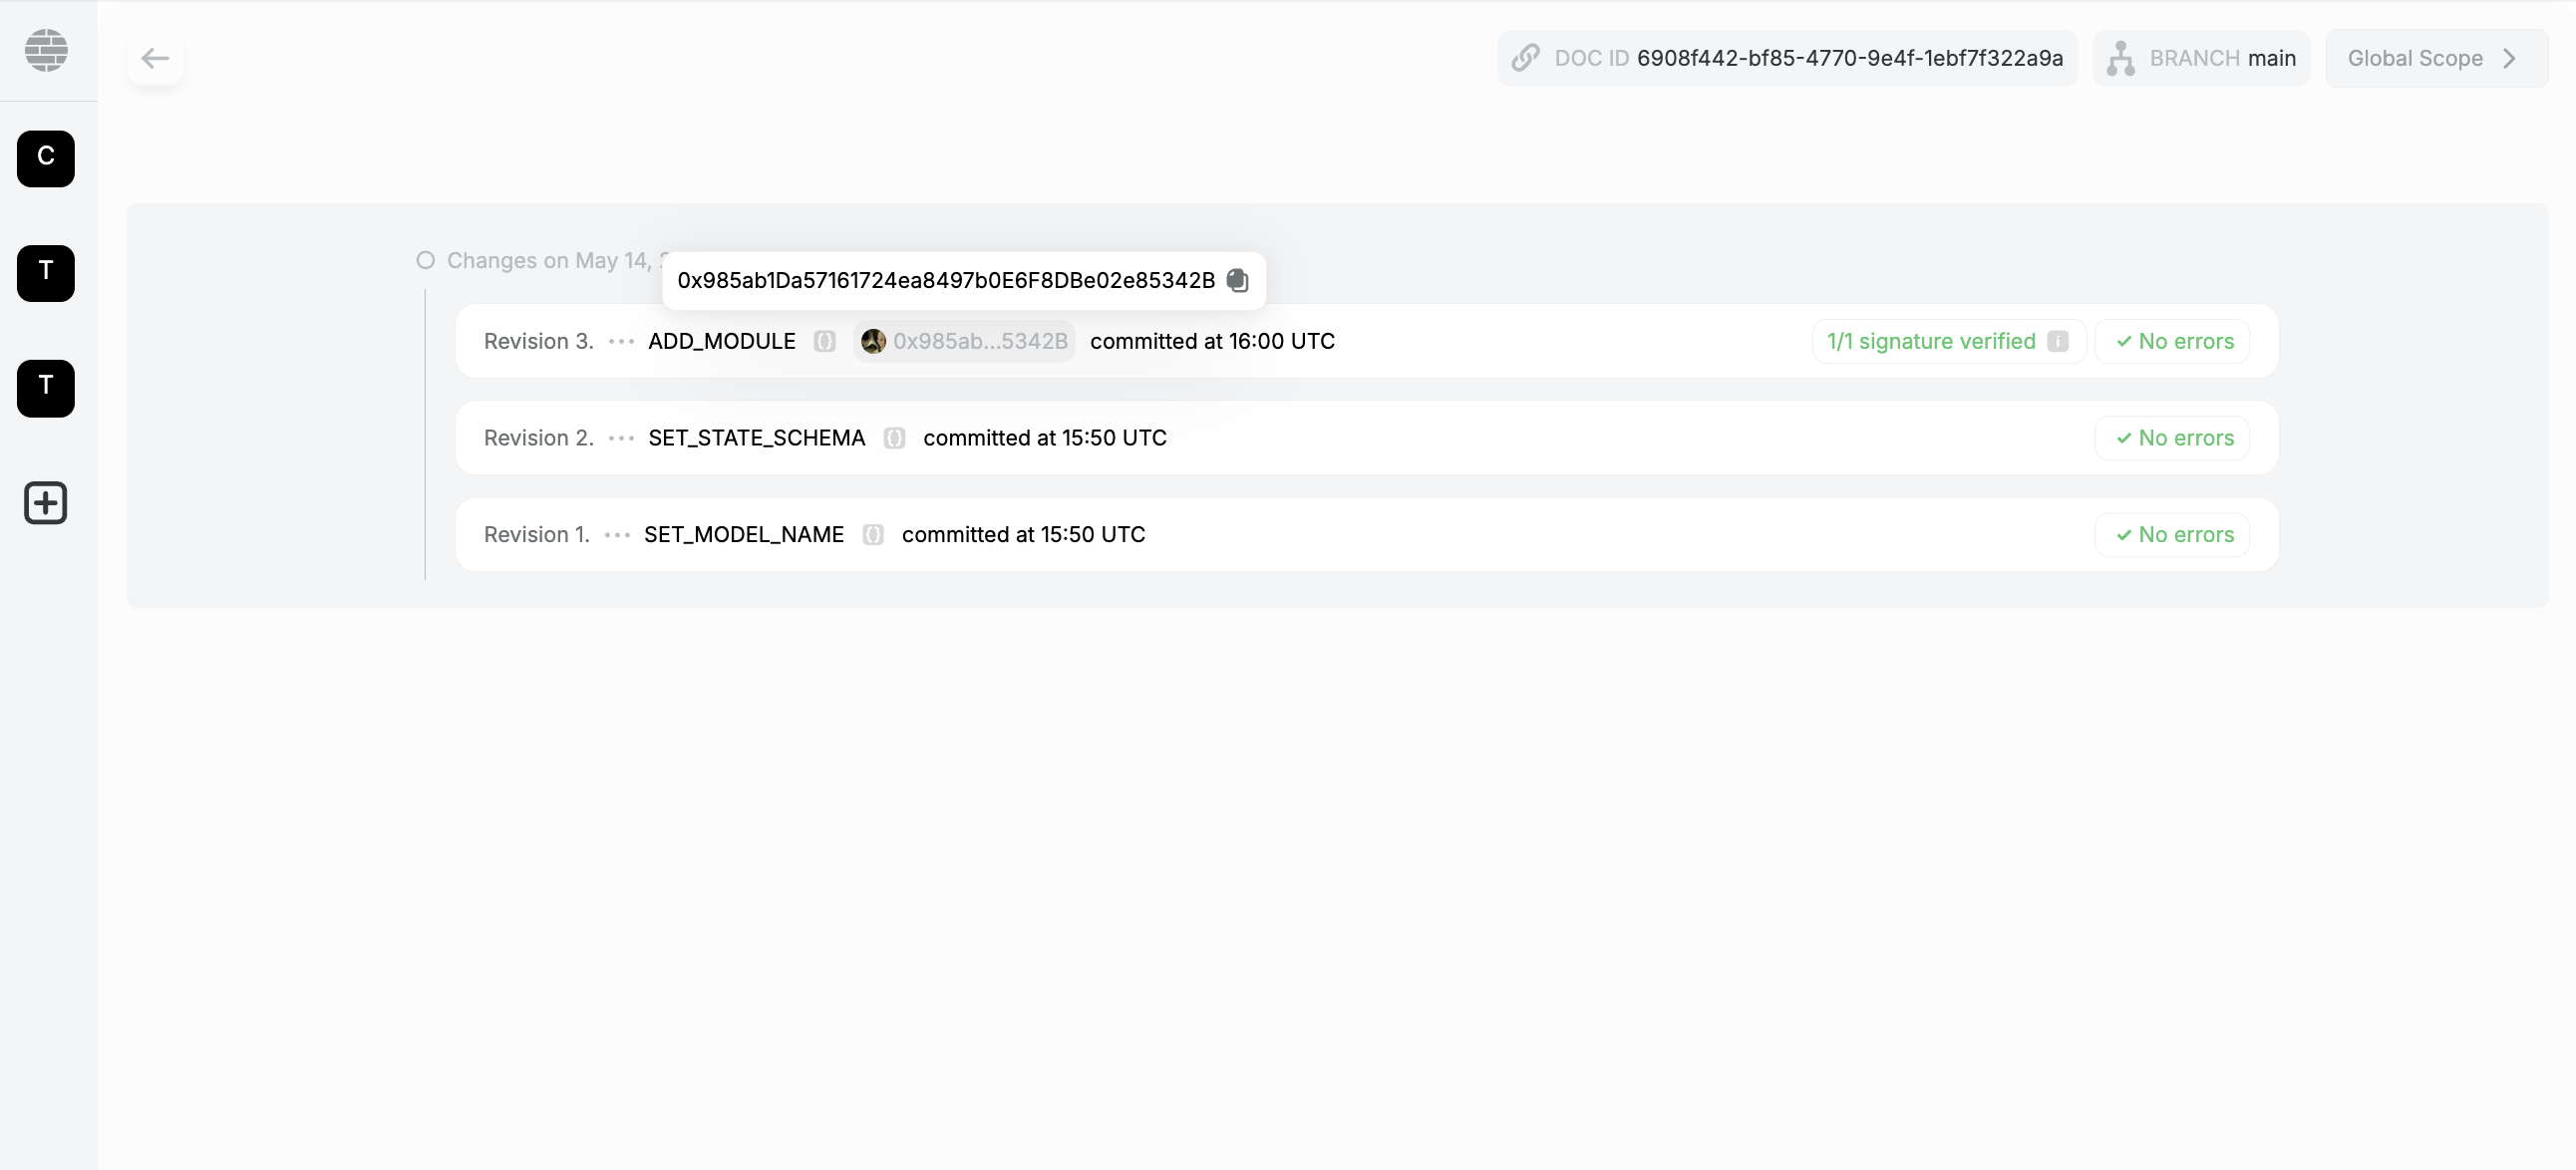 DOC ID 6908f442-bf85-4770-9e4f-1ebf7f322a9a BRANCH main Global Scope
C
T
T
Changes on May 14,
0x985ab1Da57161724ea8497b0E6F8DBe02e85342B
Revision 3. ADD_MODULE 0x985ab...5342B committed at 16:00 UTC 1/1 signature verified No errors
Revision 2. SET_STATE_SCHEMA committed at 15:50 UTC No errors
Revision 1. SET_MODEL_NAME committed at 15:50 UTC No errors